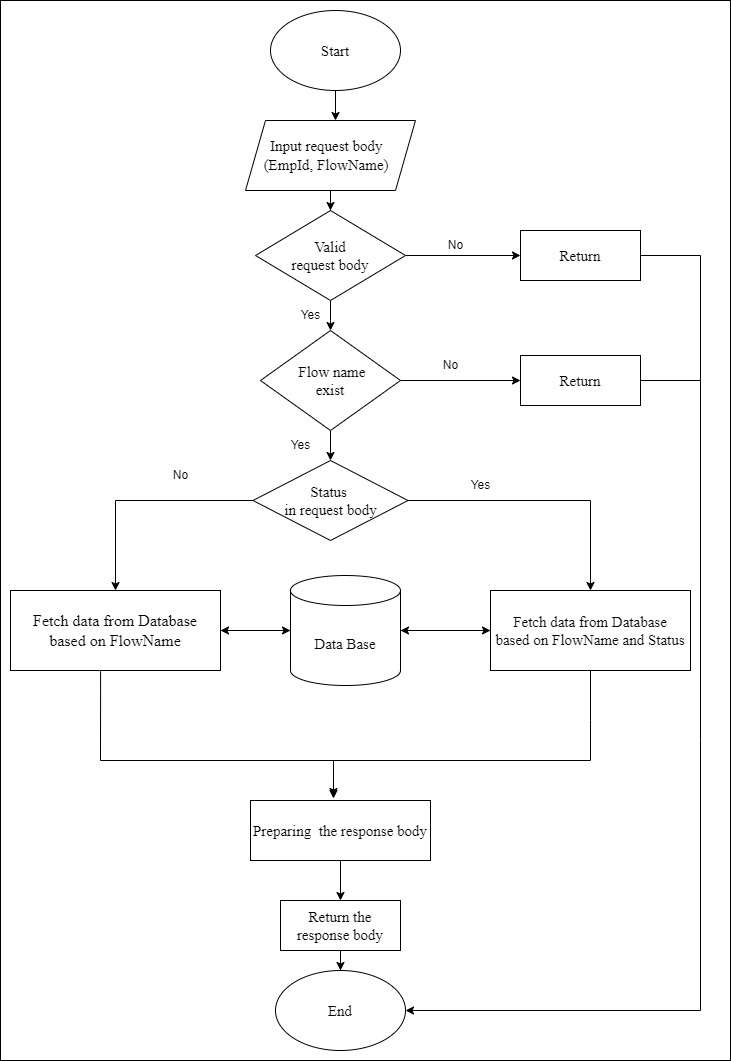 Start
Input request body
(EmpId, FlowName)
Valid
request body
No
Return
Yes
Flow name
exist
No
Return
Yes
Status
in request body
No
Yes
Fetch data from Database
based on FlowName
Data Base
Fetch data from Database
based on FlowName and Status
Preparing  the response body
Return the
response body
End